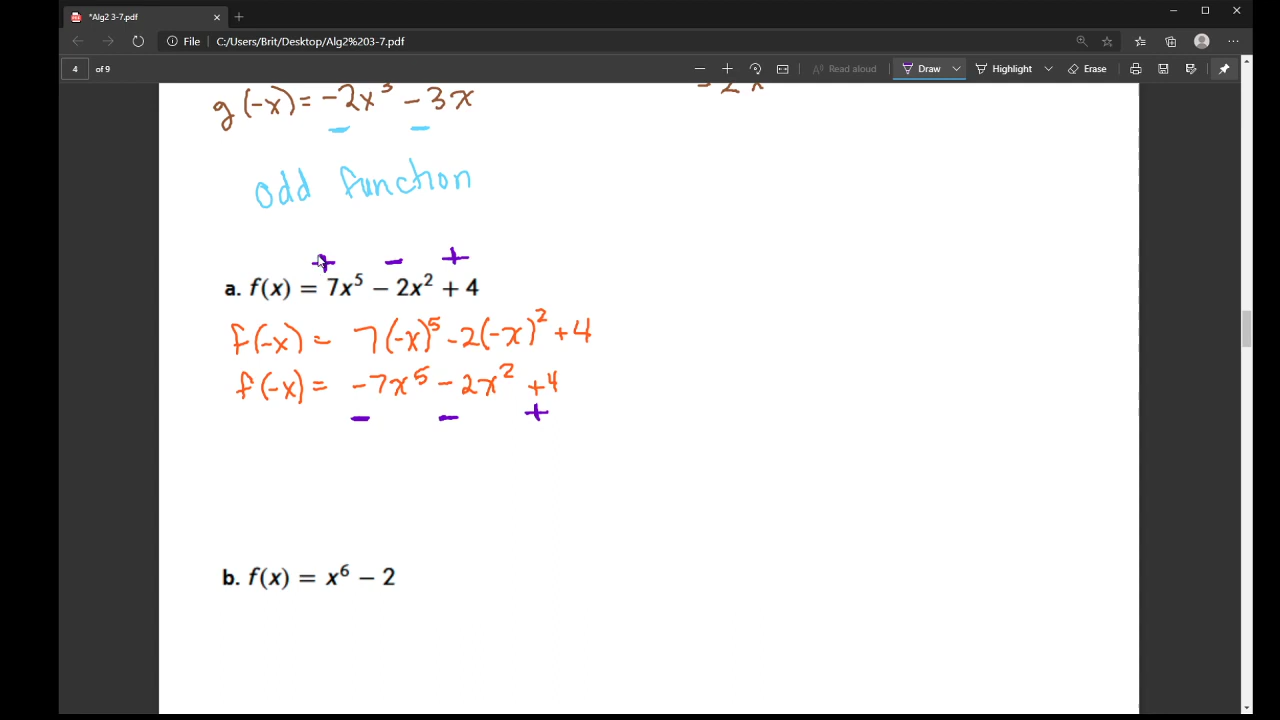 *Alg2 3-7.pdf
File | C:/Users/Brit/Desktop/Alg2%203-7.pdf
4 of 9
Read aloud
Draw
Highlight
Erase
g(-x) = -2x³ - 3x
- -
odd function
+ - +
a. f(x) = 7x⁵ − 2x² + 4
f(-x) = 7(-x)⁵ - 2(-x)² + 4
f(-x) = -7x⁵ - 2x² + 4
- - +
b. f(x) = x⁶ − 2